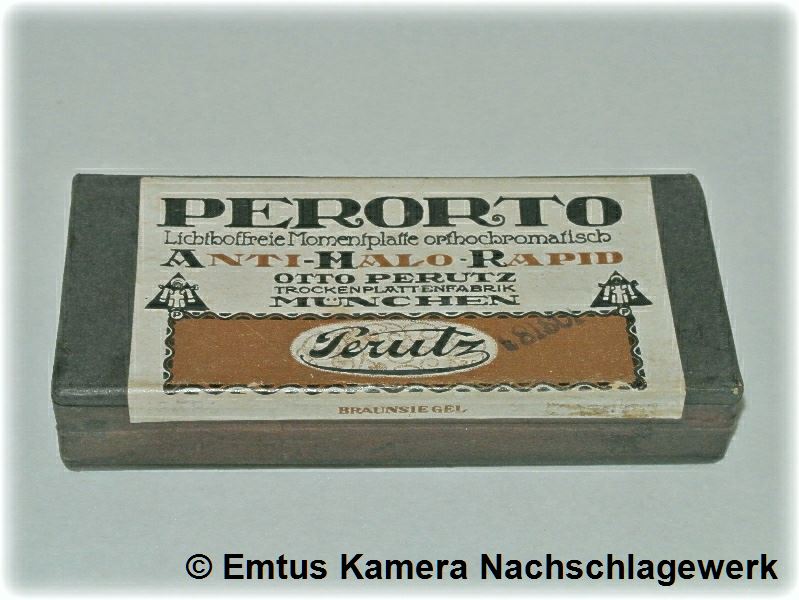 PERORTO
Lichthoffreie Momentplatte orthochromatisch
ANTI-HALO-RAPID
OTTO PERUTZ
TROCKENPLATTENFABRIK
MÜNCHEN
Perutz
BRAUNSIEGEL
© Emtus Kamera Nachschlagewerk